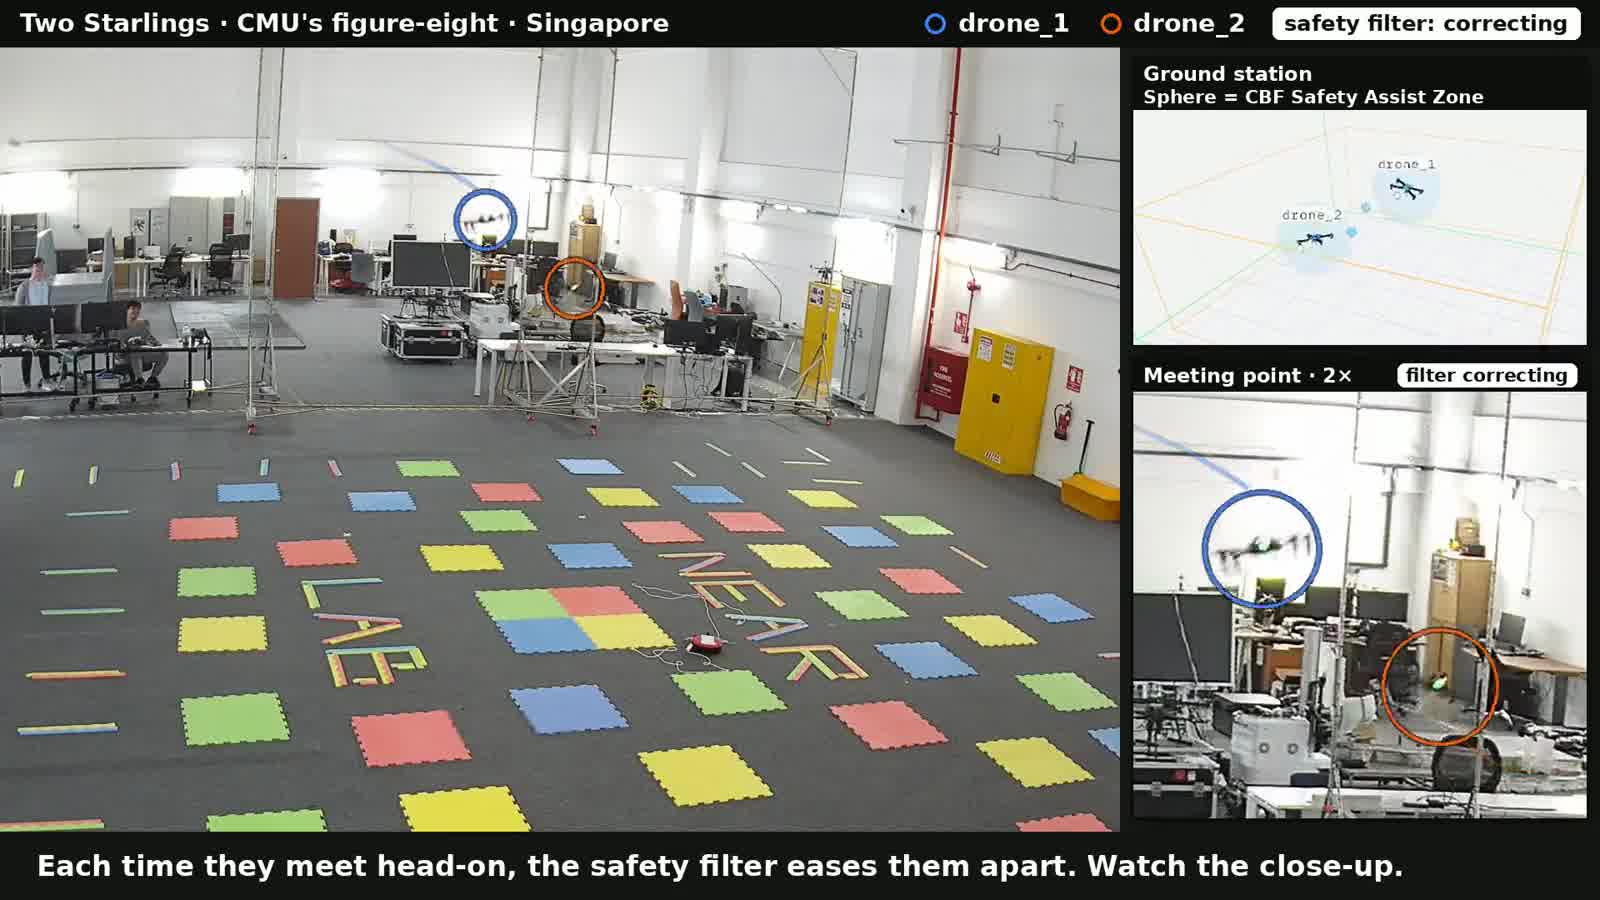 Two Starlings · CMU's figure-eight · Singapore
drone_1
drone_2
safety filter: correcting
Ground station
Sphere = CBF Safety Assist Zone
drone_1
drone_2
Meeting point · 2×
filter correcting
LAB
NEAR
Each time they meet head-on, the safety filter eases them apart. Watch the close-up.